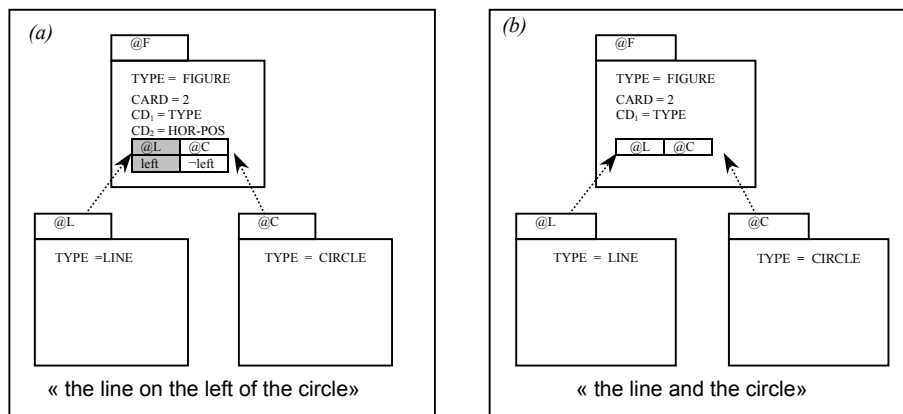 (a)
@F
TYPE = FIGURE
CARD = 2
CD₁ = TYPE
CD₂ = HOR-POS
@L @C
left ¬left
@L
TYPE =LINE
@C
TYPE = CIRCLE
« the line on the left of the circle»
(b)
@F
TYPE = FIGURE
CARD = 2
CD₁ = TYPE
@L @C
@L
TYPE = LINE
@C
TYPE = CIRCLE
« the line and the circle»